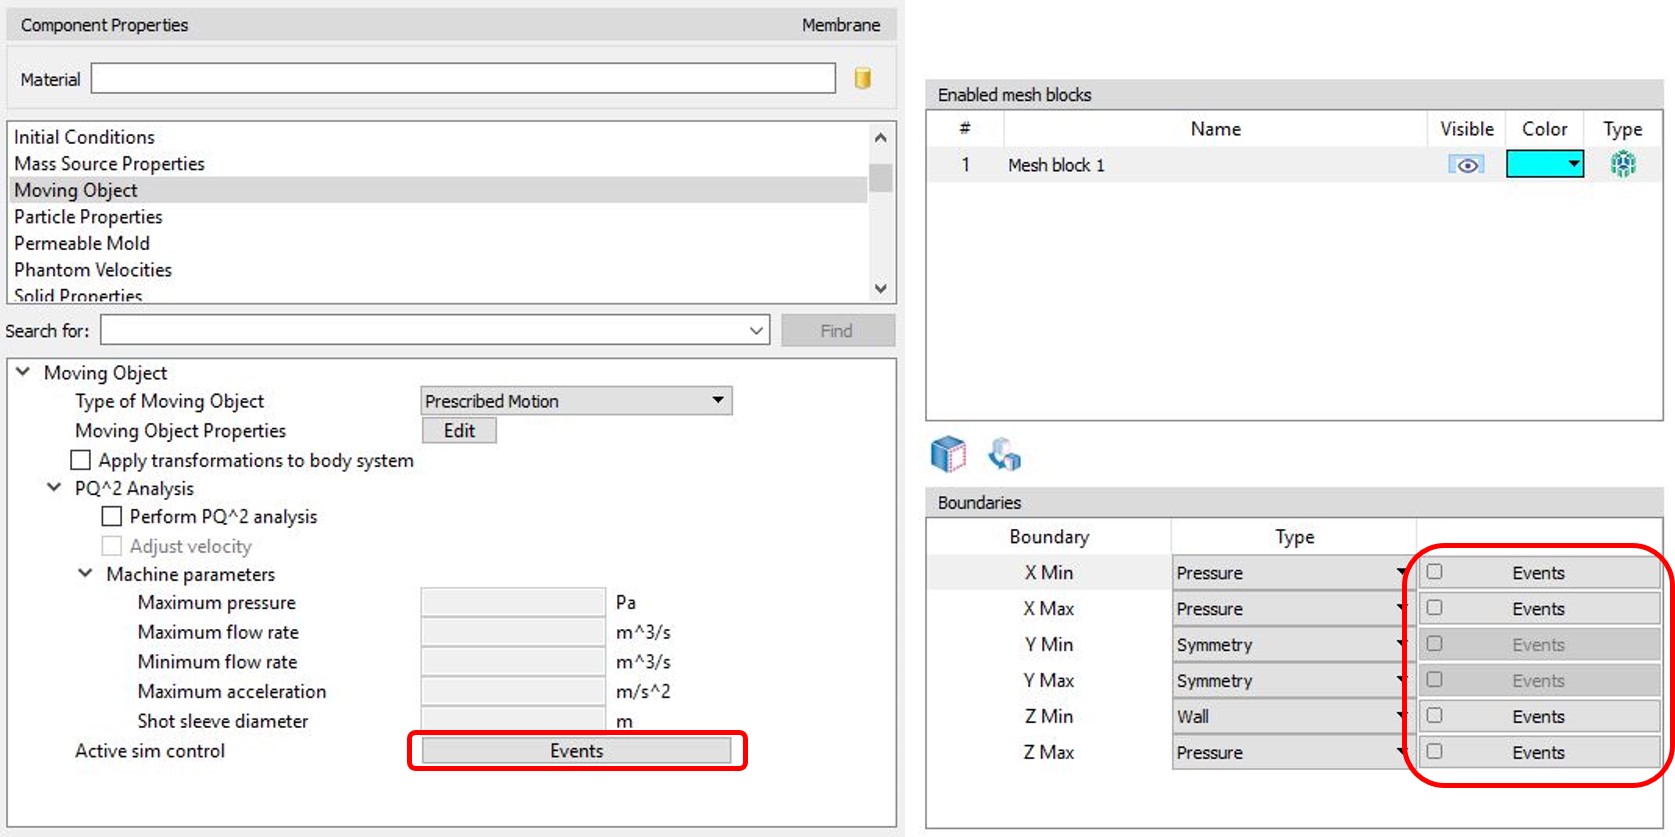 Component Properties Membrane
Material
Initial Conditions
Mass Source Properties
Moving Object
Particle Properties
Permeable Mold
Phantom Velocities
Solid Properties
Search for: Find
Moving Object
Type of Moving Object Prescribed Motion
Moving Object Properties Edit
Apply transformations to body system
PQ^2 Analysis
Perform PQ^2 analysis
Adjust velocity
Machine parameters
Maximum pressure Pa
Maximum flow rate m^3/s
Minimum flow rate m^3/s
Maximum acceleration m/s^2
Shot sleeve diameter m
Active sim control Events
Enabled mesh blocks
# Name Visible Color Type
1 Mesh block 1
Boundaries
Boundary Type
X Min Pressure Events
X Max Pressure Events
Y Min Symmetry Events
Y Max Symmetry Events
Z Min Wall Events
Z Max Pressure Events